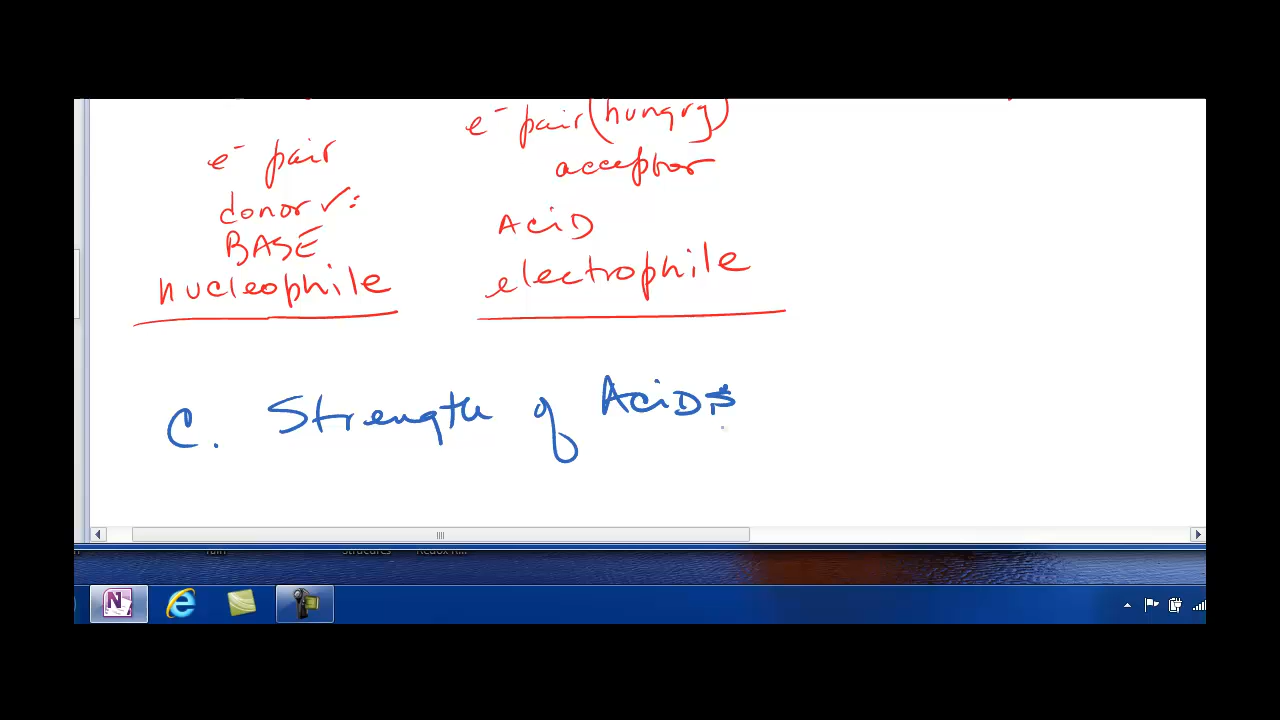 e⁻ pair (hungry)
acceptor
AciD
electrophile
e⁻ pair
donor ✓:
BASE
nucleophile
C. Strength of AciDs